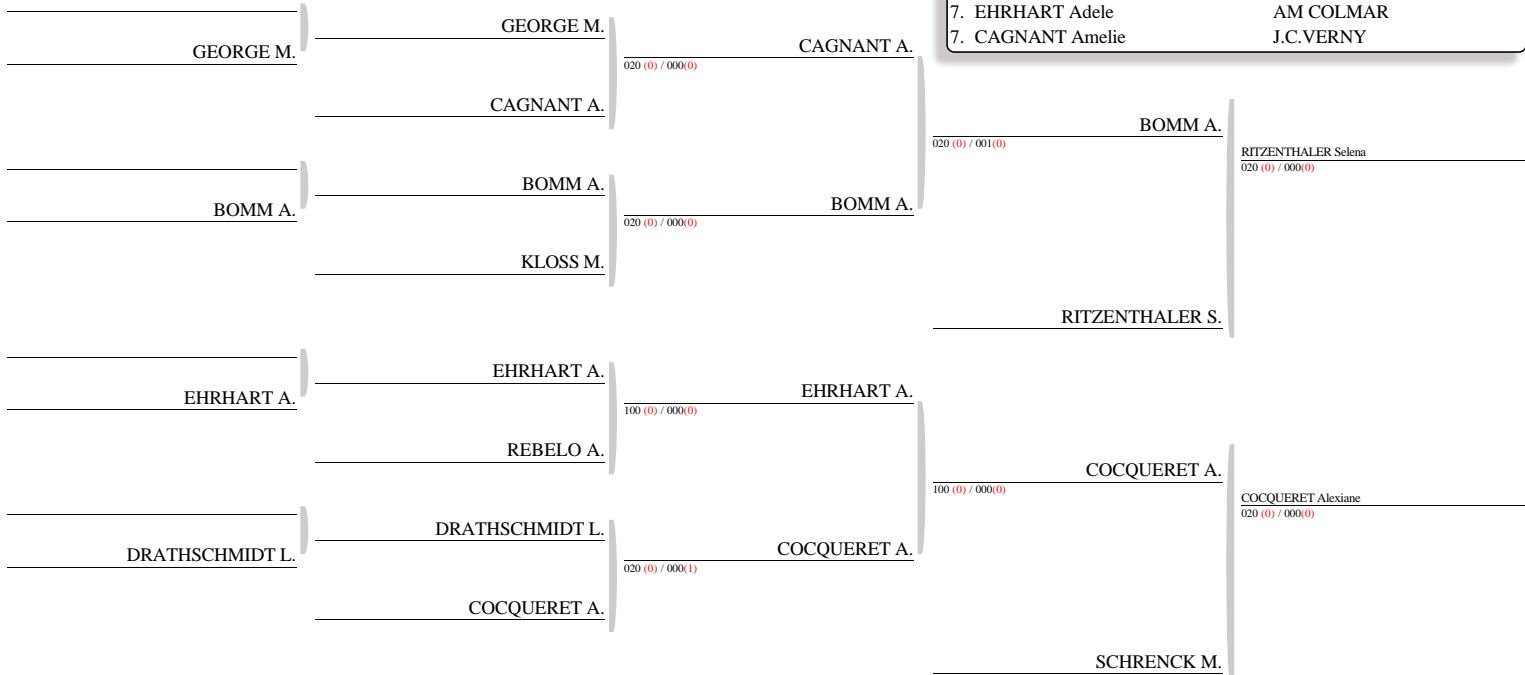 7. EHRHART Adele AM COLMAR
7. CAGNANT Amelie J.C.VERNY
GEORGE M.
GEORGE M.
CAGNANT A.
020 (0) / 000(0)
CAGNANT A.
BOMM A.
020 (0) / 001(0)
RITZENTHALER Selena
020 (0) / 000(0)
BOMM A.
BOMM A.
BOMM A.
020 (0) / 000(0)
KLOSS M.
RITZENTHALER S.
EHRHART A.
EHRHART A.
EHRHART A.
100 (0) / 000(0)
REBELO A.
COCQUERET A.
100 (0) / 000(0)
COCQUERET Alexiane
020 (0) / 000(0)
DRATHSCHMIDT L.
DRATHSCHMIDT L.
COCQUERET A.
020 (0) / 000(1)
COCQUERET A.
SCHRENCK M.